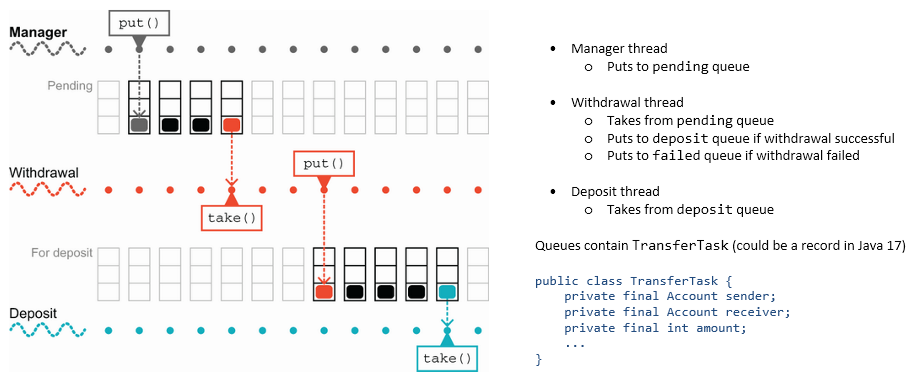 put()
Manager
Pending
Withdrawal
put()
take()
For deposit
Deposit
take()
• Manager thread
o Puts to pending queue
• Withdrawal thread
o Takes from pending queue
o Puts to deposit queue if withdrawal successful
o Puts to failed queue if withdrawal failed
• Deposit thread
o Takes from deposit queue
Queues contain TransferTask (could be a record in Java 17)
public class TransferTask {
    private final Account sender;
    private final Account receiver;
    private final int amount;
    ...
}